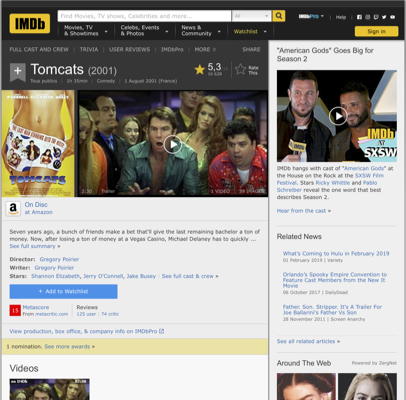 IMDb
Find Movies, TV shows, Celebrities and more...
All
Movies, TV
& Showtimes
Celebs, Events
& Photos
News &
Community
Watchlist
IMDbPro
Help
Sign in
FULL CAST AND CREW | TRIVIA | USER REVIEWS | IMDbPro | MORE
SHARE
Tomcats (2001)
Tous publics | 1h 35min | Comedy | 1 August 2001 (France)
5,3
Rate
This
TOMCATS
2:30 | Trailer
1 VIDEO | 39 IMAGES
On Disc
at Amazon
Seven years ago, a bunch of friends make a bet that'll give the last remaining bachelor a ton of
money. Now, after losing a ton of money at a Vegas Casino, Michael Delaney has to quickly ...
See full summary »
Director: Gregory Poirier
Writer: Gregory Poirier
Stars: Shannon Elizabeth, Jerry O'Connell, Jake Busey | See full cast & crew »
+ Add to Watchlist
15
Metascore
From metacritic.com
Reviews
125 user | 74 critic
View production, box office, & company info on IMDbPro
1 nomination. See more awards »
Videos
"American Gods" Goes Big for
Season 2
IMDb
at
SXSW
IMDb hangs with cast of "American Gods" at
the House on the Rock at the SXSW Film
Festival. Stars Ricky Whittle and Pablo
Schreiber reveal the one word that best
describes Season 2.
Hear from the cast »
Related News
What's Coming to Hulu in February 2019
01 February 2019 | Variety
Orlando's Spooky Empire Convention to
Feature Cast Members from the New It
Movie
06 October 2017 | DailyDead
Father. Son. Stripper. It's A Trailer For
Joe Ballarini's Father Vs Son
28 November 2011 | Screen Anarchy
See all related articles »
Around The Web
Powered by ZergNet